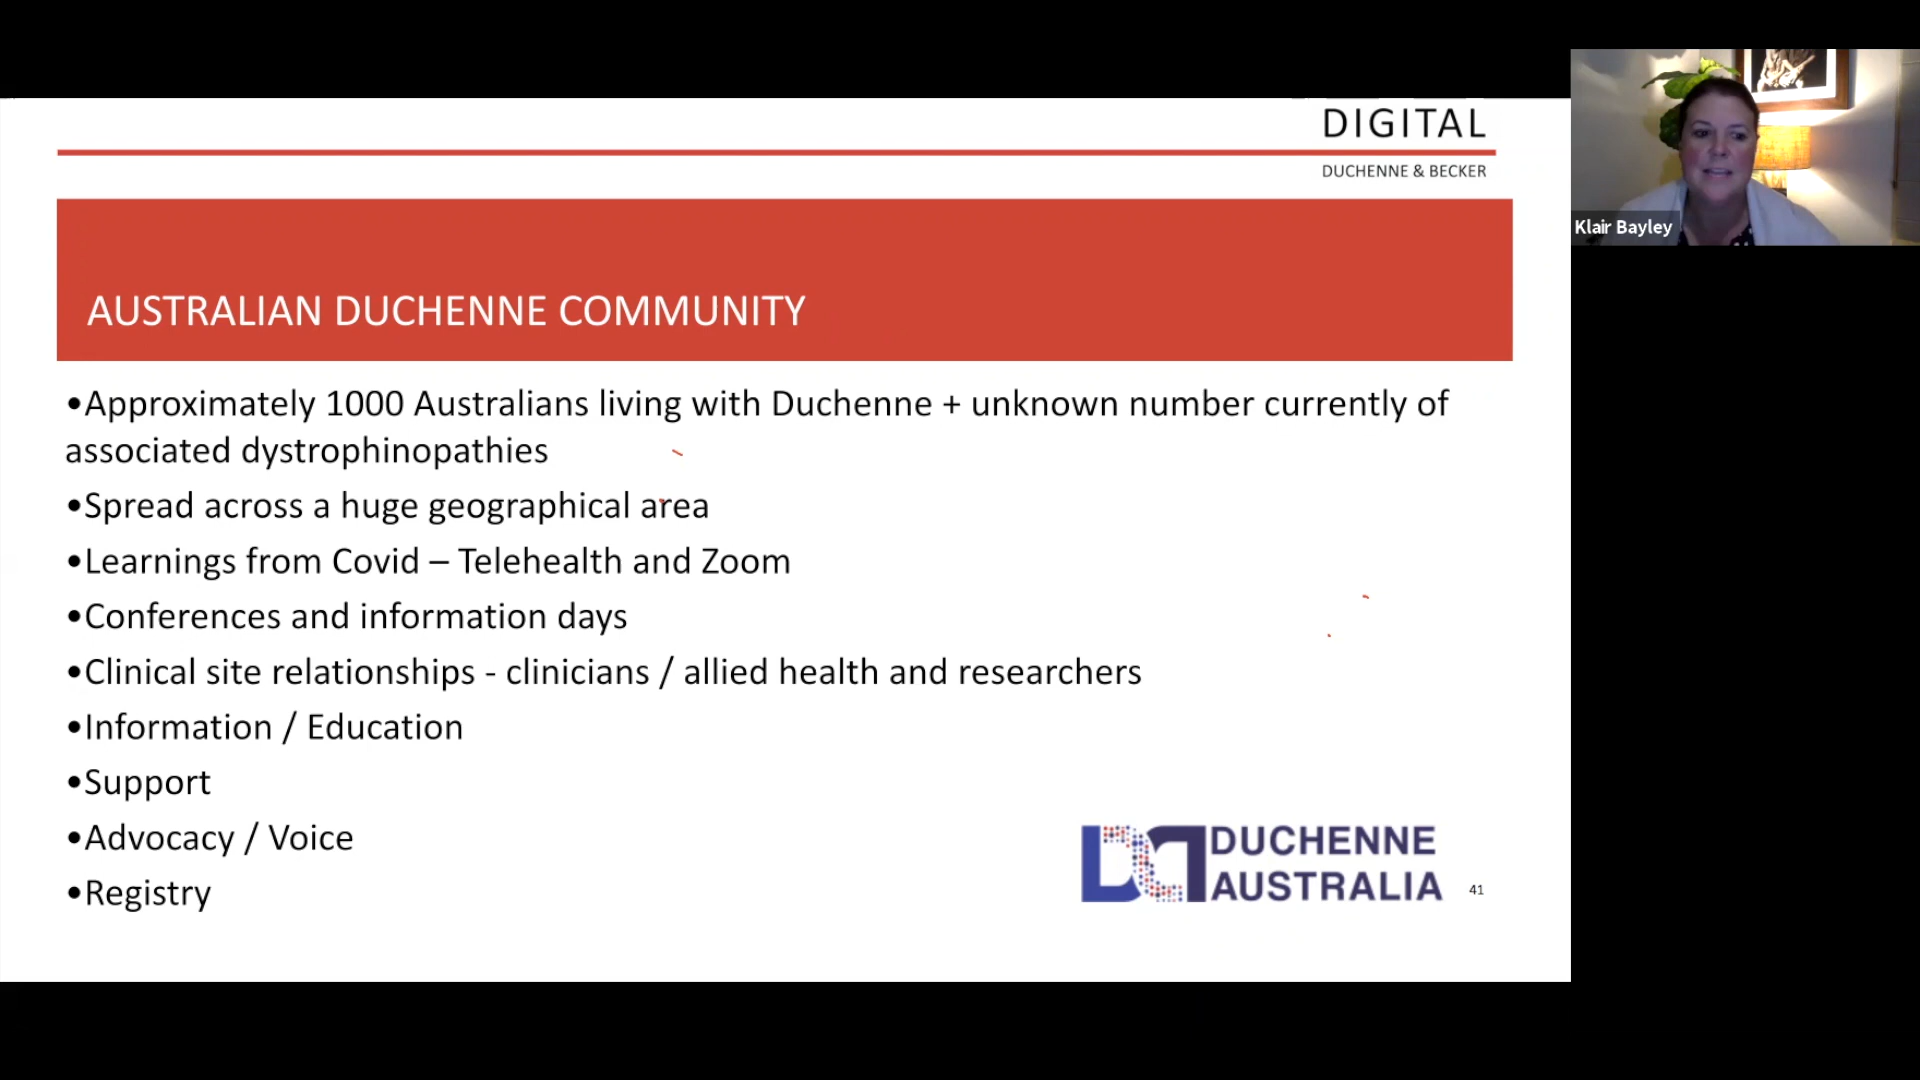 DIGITAL
DUCHENNE & BECKER
Klair Bayley
AUSTRALIAN DUCHENNE COMMUNITY
•Approximately 1000 Australians living with Duchenne + unknown number currently of
associated dystrophinopathies
•Spread across a huge geographical area
•Learnings from Covid – Telehealth and Zoom
•Conferences and information days
•Clinical site relationships - clinicians / allied health and researchers
•Information / Education
•Support
•Advocacy / Voice
•Registry
DUCHENNE
AUSTRALIA
41